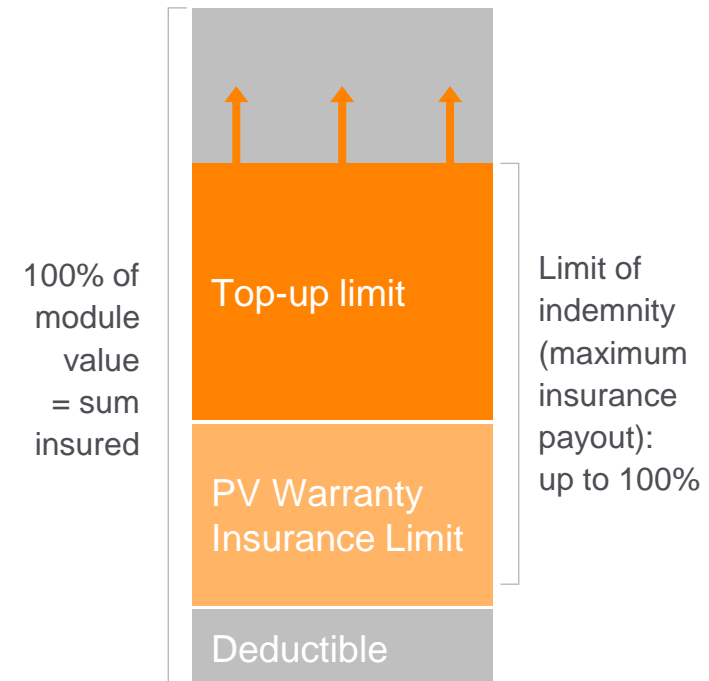 100% of
module
value
= sum
insured
Top-up limit
PV Warranty
Insurance Limit
Deductible
Limit of
indemnity
(maximum
insurance
payout):
up to 100%